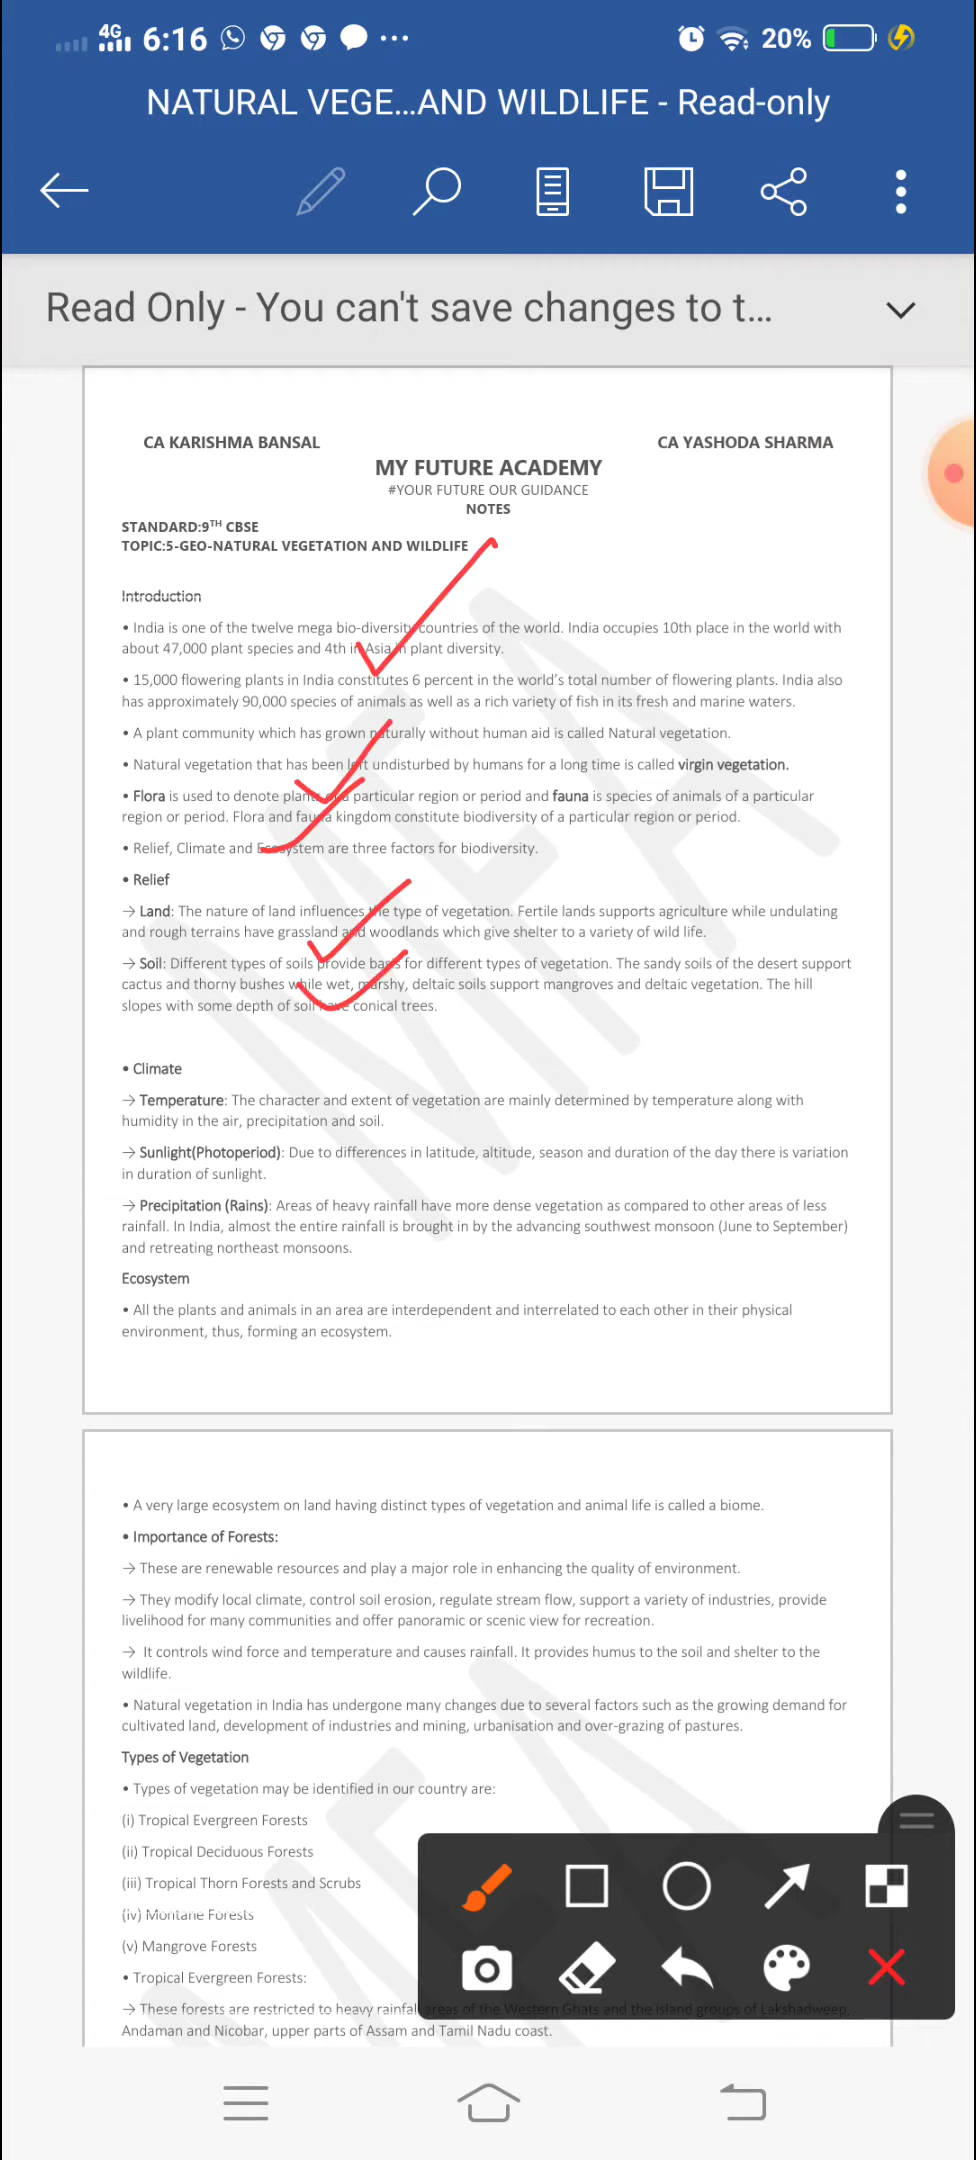 4G 6:16 20%
NATURAL VEGE...AND WILDLIFE - Read-only
Read Only - You can't save changes to t...
CA KARISHMA BANSAL CA YASHODA SHARMA
MY FUTURE ACADEMY
#YOUR FUTURE OUR GUIDANCE
NOTES
STANDARD:9TH CBSE
TOPIC:5-GEO-NATURAL VEGETATION AND WILDLIFE
Introduction
• India is one of the twelve mega bio-diversity countries of the world. India occupies 10th place in the world with
about 47,000 plant species and 4th in Asia in plant diversity.
• 15,000 flowering plants in India constitutes 6 percent in the world's total number of flowering plants. India also
has approximately 90,000 species of animals as well as a rich variety of fish in its fresh and marine waters.
• A plant community which has grown naturally without human aid is called Natural vegetation.
• Natural vegetation that has been left undisturbed by humans for a long time is called virgin vegetation.
• Flora is used to denote plants of a particular region or period and fauna is species of animals of a particular
region or period. Flora and fauna kingdom constitute biodiversity of a particular region or period.
• Relief, Climate and Ecosystem are three factors for biodiversity.
• Relief
→ Land: The nature of land influences the type of vegetation. Fertile lands supports agriculture while undulating
and rough terrains have grassland and woodlands which give shelter to a variety of wild life.
→ Soil: Different types of soils provide basis for different types of vegetation. The sandy soils of the desert support
cactus and thorny bushes while wet, marshy, deltaic soils support mangroves and deltaic vegetation. The hill
slopes with some depth of soil have conical trees.
• Climate
→ Temperature: The character and extent of vegetation are mainly determined by temperature along with
humidity in the air, precipitation and soil.
→ Sunlight(Photoperiod): Due to differences in latitude, altitude, season and duration of the day there is variation
in duration of sunlight.
→ Precipitation (Rains): Areas of heavy rainfall have more dense vegetation as compared to other areas of less
rainfall. In India, almost the entire rainfall is brought in by the advancing southwest monsoon (June to September)
and retreating northeast monsoons.
Ecosystem
• All the plants and animals in an area are interdependent and interrelated to each other in their physical
environment, thus, forming an ecosystem.
MFA
• A very large ecosystem on land having distinct types of vegetation and animal life is called a biome.
• Importance of Forests:
→ These are renewable resources and play a major role in enhancing the quality of environment.
→ They modify local climate, control soil erosion, regulate stream flow, support a variety of industries, provide
livelihood for many communities and offer panoramic or scenic view for recreation.
→ It controls wind force and temperature and causes rainfall. It provides humus to the soil and shelter to the
wildlife.
• Natural vegetation in India has undergone many changes due to several factors such as the growing demand for
cultivated land, development of industries and mining, urbanisation and over-grazing of pastures.
Types of Vegetation
• Types of vegetation may be identified in our country are:
(i) Tropical Evergreen Forests
(ii) Tropical Deciduous Forests
(iii) Tropical Thorn Forests and Scrubs
(iv) Montane Forests
(v) Mangrove Forests
• Tropical Evergreen Forests:
→ These forests are restricted to heavy rainfall areas of the Western Ghats and the island groups of Lakshadweep,
Andaman and Nicobar, upper parts of Assam and Tamil Nadu coast.
MFA